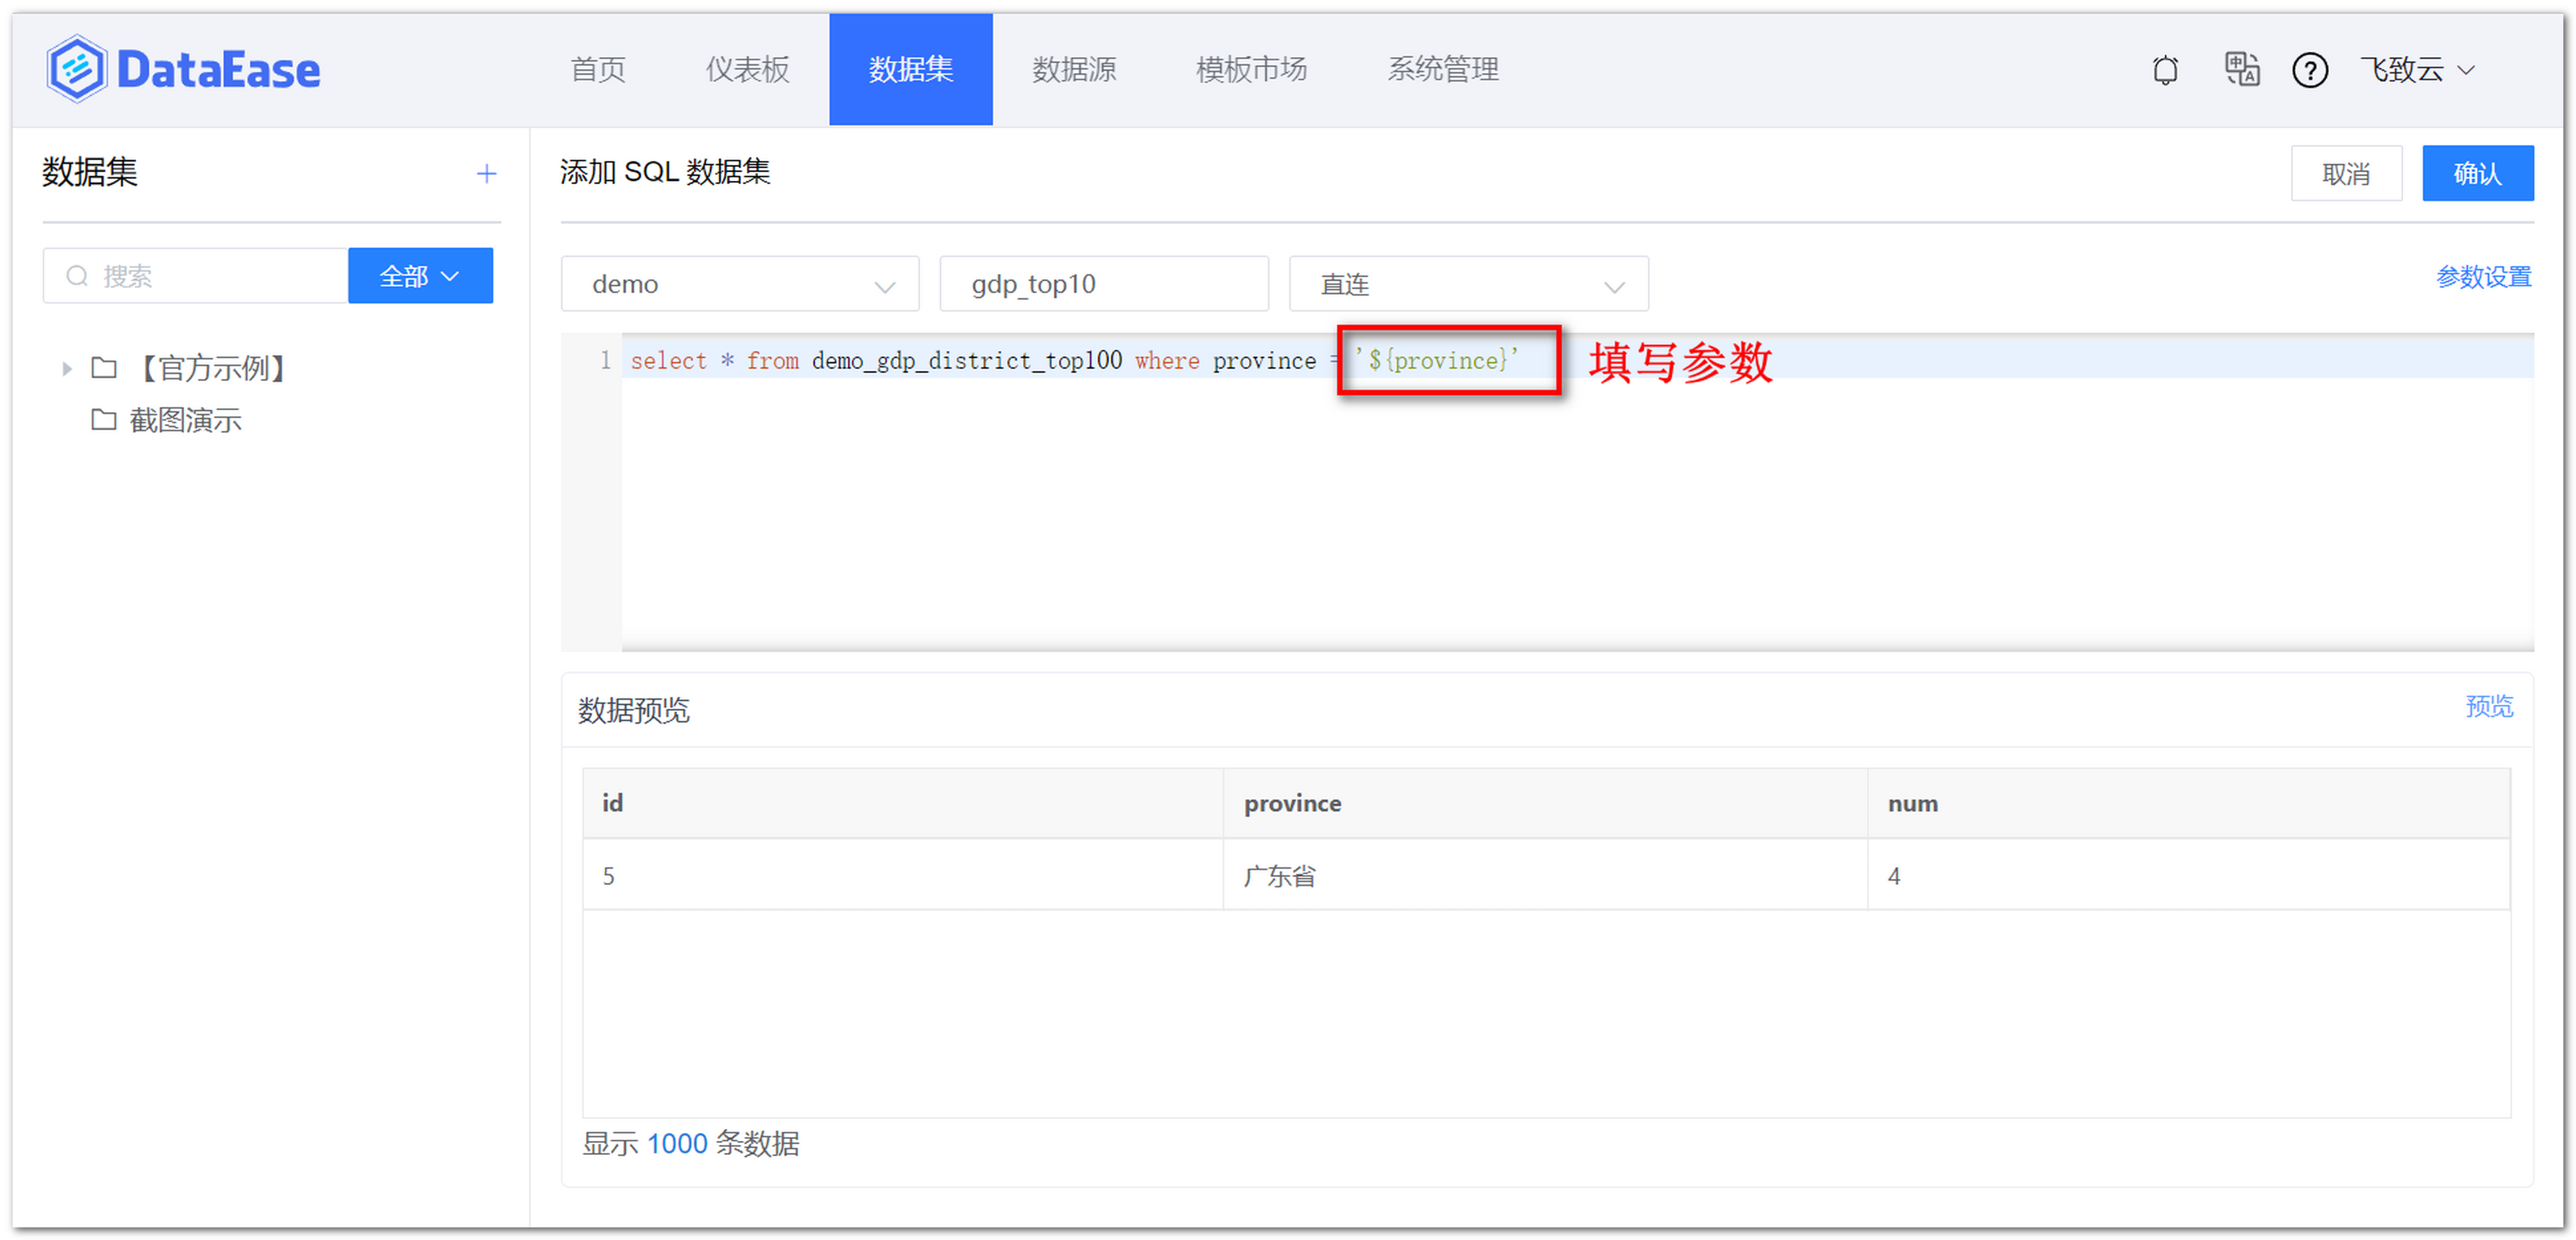 DataEase 首页 仪表板 数据集 数据源 模板市场 系统管理 中 A ? 飞致云
数据集 +
搜索 全部
【官方示例】
截图演示
添加 SQL 数据集 取消 确认
demo gdp_top10 直连 参数设置
1 select * from demo_gdp_district_top100 where province = '${province}' 填写参数
数据预览 预览
id province num
5 广东省 4
显示 1000 条数据